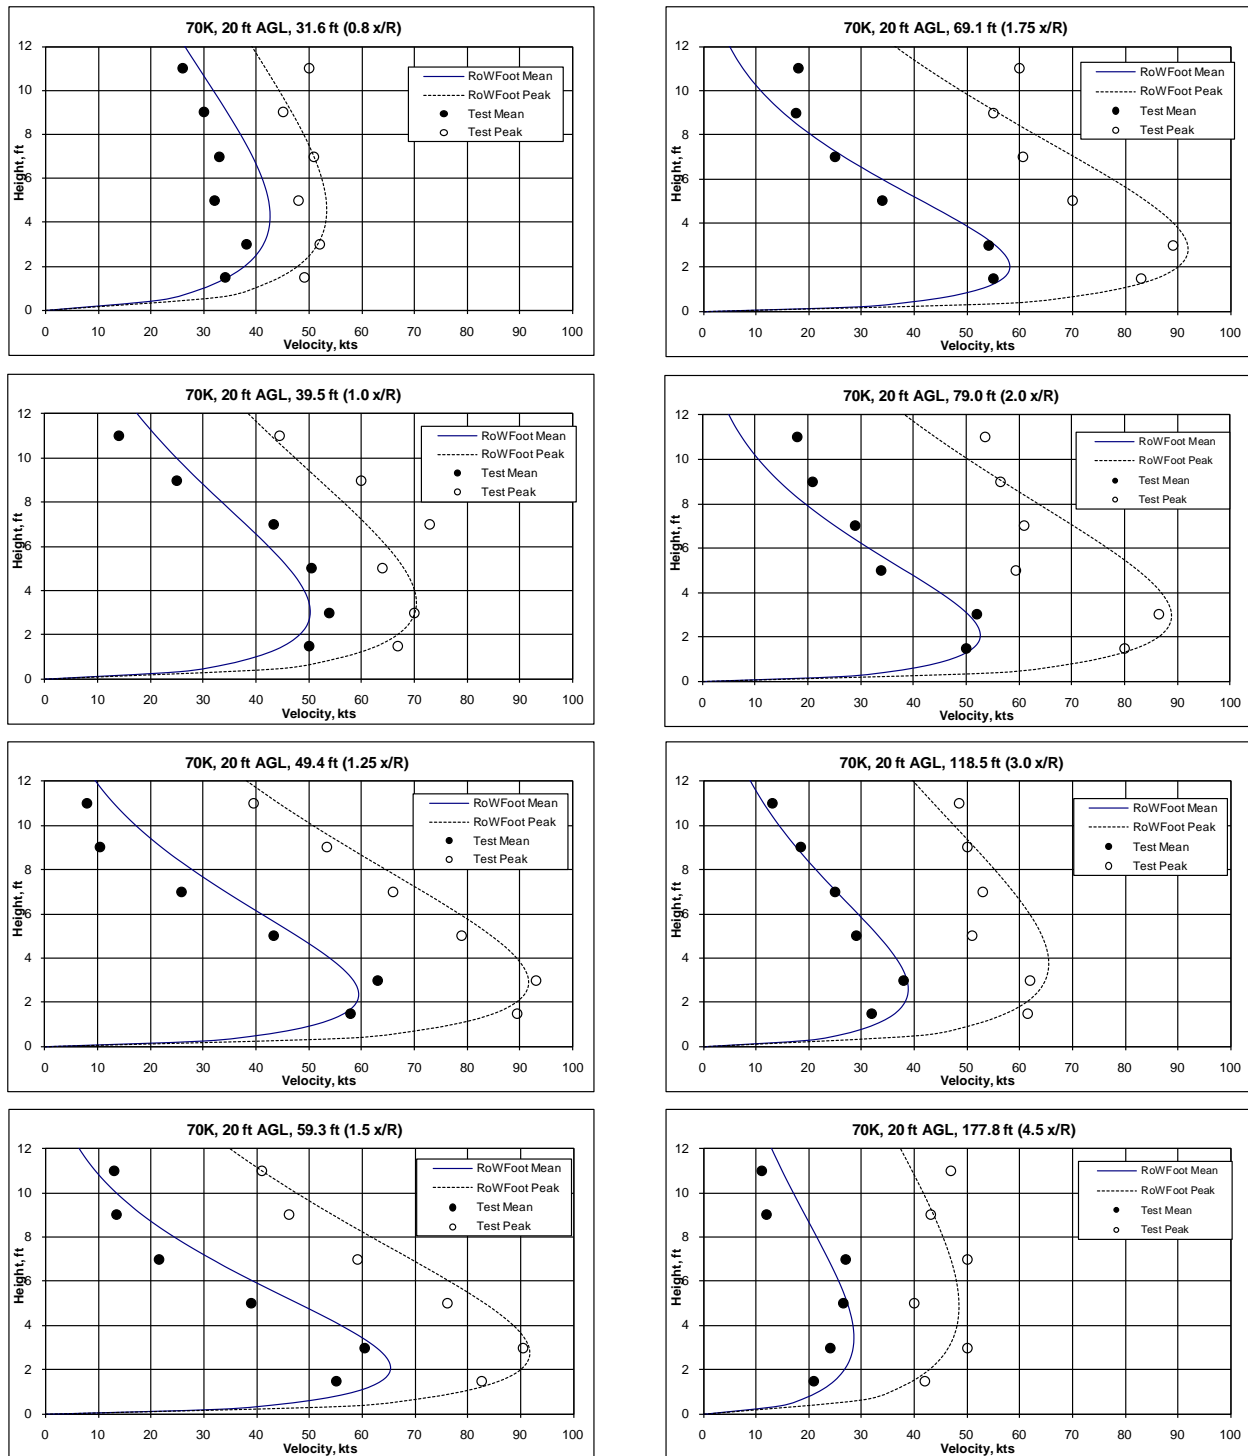 70K, 20 ft AGL, 31.6 ft (0.8 x/R)
Height, ft
12
10
8
6
4
2
0
0 10 20 30 40 50 60 70 80 90 100
Velocity, kts
RoWFoot Mean
RoWFoot Peak
Test Mean
Test Peak
70K, 20 ft AGL, 69.1 ft (1.75 x/R)
Height, ft
12
10
8
6
4
2
0
0 10 20 30 40 50 60 70 80 90 100
Velocity, kts
RoWFoot Mean
RoWFoot Peak
Test Mean
Test Peak
70K, 20 ft AGL, 39.5 ft (1.0 x/R)
Height, ft
12
10
8
6
4
2
0
0 10 20 30 40 50 60 70 80 90 100
Velocity, kts
RoWFoot Mean
RoWFoot Peak
Test Mean
Test Peak
70K, 20 ft AGL, 79.0 ft (2.0 x/R)
Height, ft
12
10
8
6
4
2
0
0 10 20 30 40 50 60 70 80 90 100
Velocity, kts
RoWFoot Mean
RoWFoot Peak
Test Mean
Test Peak
70K, 20 ft AGL, 49.4 ft (1.25 x/R)
Height, ft
12
10
8
6
4
2
0
0 10 20 30 40 50 60 70 80 90 100
Velocity, kts
RoWFoot Mean
RoWFoot Peak
Test Mean
Test Peak
70K, 20 ft AGL, 118.5 ft (3.0 x/R)
Height, ft
12
10
8
6
4
2
0
0 10 20 30 40 50 60 70 80 90 100
Velocity, kts
RoWFoot Mean
RoWFoot Peak
Test Mean
Test Peak
70K, 20 ft AGL, 59.3 ft (1.5 x/R)
Height, ft
12
10
8
6
4
2
0
0 10 20 30 40 50 60 70 80 90 100
Velocity, kts
RoWFoot Mean
RoWFoot Peak
Test Mean
Test Peak
70K, 20 ft AGL, 177.8 ft (4.5 x/R)
Height, ft
12
10
8
6
4
2
0
0 10 20 30 40 50 60 70 80 90 100
Velocity, kts
RoWFoot Mean
RoWFoot Peak
Test Mean
Test Peak